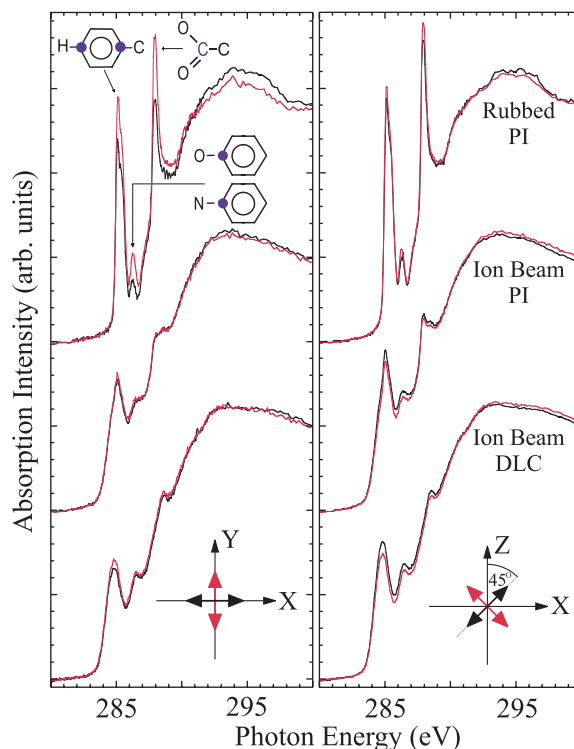 H
C
O
C
C
O
O
N
Rubbed
PI
Ion Beam
PI
Ion Beam
DLC
Y
X
Z
45°
X
285
295
285
295
Absorption Intensity (arb. units)
Photon Energy (eV)